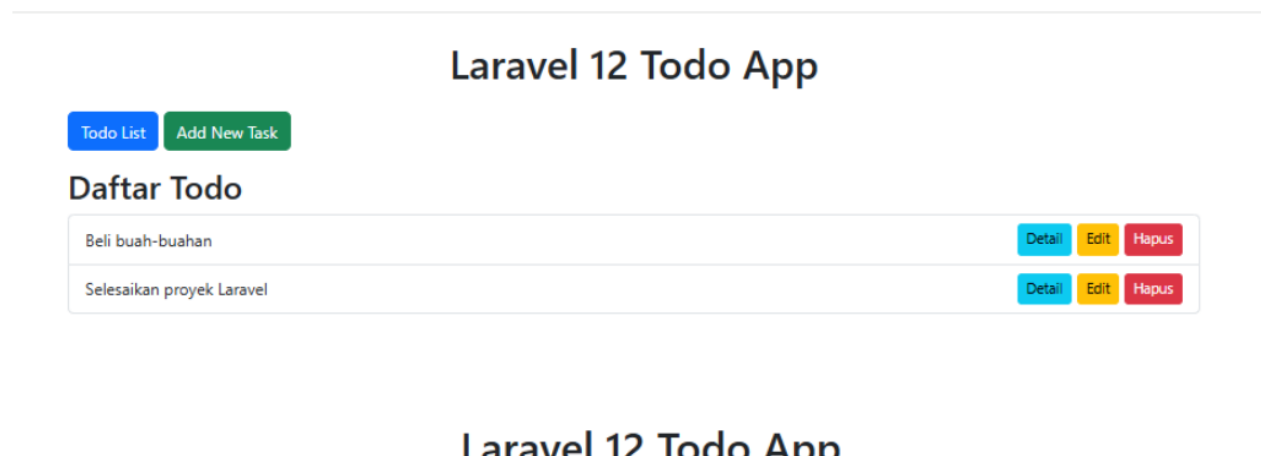 Laravel 12 Todo App
Todo List Add New Task
Daftar Todo
Beli buah-buahan Detail Edit Hapus
Selesaikan proyek Laravel Detail Edit Hapus
Laravel 12 Todo App